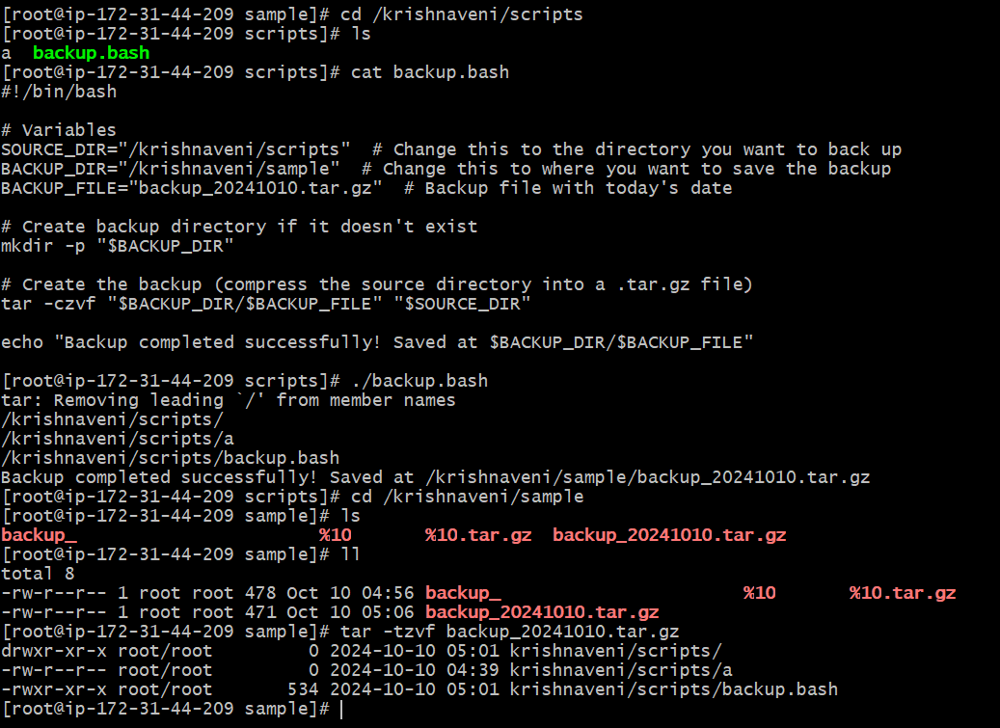 [root@ip-172-31-44-209 sample]# cd /krishnaveni/scripts
[root@ip-172-31-44-209 scripts]# ls
a  backup.bash
[root@ip-172-31-44-209 scripts]# cat backup.bash
#!/bin/bash

# Variables
SOURCE_DIR="/krishnaveni/scripts"  # Change this to the directory you want to back up
BACKUP_DIR="/krishnaveni/sample"  # Change this to where you want to save the backup
BACKUP_FILE="backup_20241010.tar.gz"  # Backup file with today's date

# Create backup directory if it doesn't exist
mkdir -p "$BACKUP_DIR"

# Create the backup (compress the source directory into a .tar.gz file)
tar -czvf "$BACKUP_DIR/$BACKUP_FILE" "$SOURCE_DIR"

echo "Backup completed successfully! Saved at $BACKUP_DIR/$BACKUP_FILE"

[root@ip-172-31-44-209 scripts]# ./backup.bash
tar: Removing leading `/' from member names
/krishnaveni/scripts/
/krishnaveni/scripts/a
/krishnaveni/scripts/backup.bash
Backup completed successfully! Saved at /krishnaveni/sample/backup_20241010.tar.gz
[root@ip-172-31-44-209 scripts]# cd /krishnaveni/sample
[root@ip-172-31-44-209 sample]# ls
backup_                       %10       %10.tar.gz  backup_20241010.tar.gz
[root@ip-172-31-44-209 sample]# ll
total 8
-rw-r--r-- 1 root root 478 Oct 10 04:56 backup_                       %10       %10.tar.gz
-rw-r--r-- 1 root root 471 Oct 10 05:06 backup_20241010.tar.gz
[root@ip-172-31-44-209 sample]# tar -tzvf backup_20241010.tar.gz
drwxr-xr-x root/root         0 2024-10-10 05:01 krishnaveni/scripts/
-rw-r--r-- root/root         0 2024-10-10 04:39 krishnaveni/scripts/a
-rwxr-xr-x root/root       534 2024-10-10 05:01 krishnaveni/scripts/backup.bash
[root@ip-172-31-44-209 sample]#